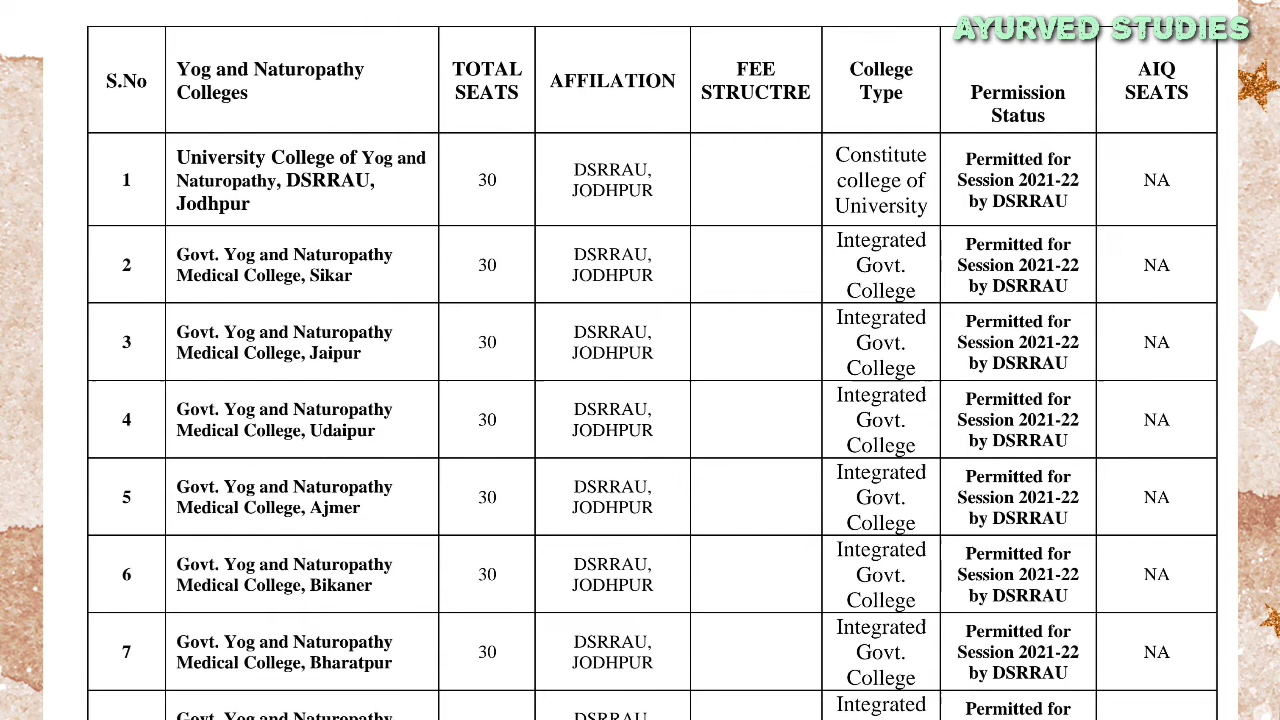 AYURVED STUDIES
S.No
Yog and Naturopathy
Colleges
TOTAL
SEATS
AFFILATION
FEE
STRUCTRE
College
Type
Permission
Status
AIQ
SEATS
1
University College of Yog and
Naturopathy, DSRRAU,
Jodhpur
30
DSRRAU,
JODHPUR
Constitute
college of
University
Permitted for
Session 2021-22
by DSRRAU
NA
2
Govt. Yog and Naturopathy
Medical College, Sikar
30
DSRRAU,
JODHPUR
Integrated
Govt.
College
Permitted for
Session 2021-22
by DSRRAU
NA
3
Govt. Yog and Naturopathy
Medical College, Jaipur
30
DSRRAU,
JODHPUR
Integrated
Govt.
College
Permitted for
Session 2021-22
by DSRRAU
NA
4
Govt. Yog and Naturopathy
Medical College, Udaipur
30
DSRRAU,
JODHPUR
Integrated
Govt.
College
Permitted for
Session 2021-22
by DSRRAU
NA
5
Govt. Yog and Naturopathy
Medical College, Ajmer
30
DSRRAU,
JODHPUR
Integrated
Govt.
College
Permitted for
Session 2021-22
by DSRRAU
NA
6
Govt. Yog and Naturopathy
Medical College, Bikaner
30
DSRRAU,
JODHPUR
Integrated
Govt.
College
Permitted for
Session 2021-22
by DSRRAU
NA
7
Govt. Yog and Naturopathy
Medical College, Bharatpur
30
DSRRAU,
JODHPUR
Integrated
Govt.
College
Permitted for
Session 2021-22
by DSRRAU
NA
Govt. Yog and Naturopathy
DSRRAU,
Integrated
Permitted for